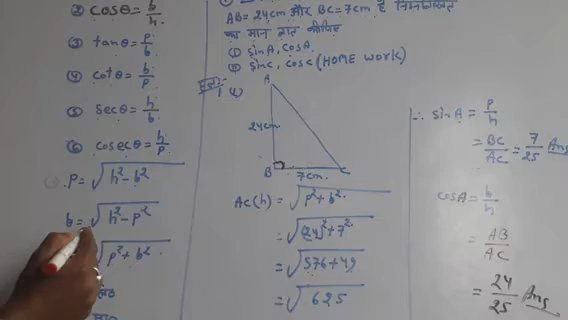 ② cosθ = b/h
③ tanθ = p/b
④ cotθ = b/p
⑤ secθ = h/b
⑥ cosecθ = h/p
P = √h²-b²
b = √h²-p²
√p²+b²
AB = 24cm और BC = 7cm है निम्नलिखित
का मान ज्ञात कीजिए
(I) sinA, cosA.
(II) sinc, cosc (HOME WORK)
1 (i)
A
24cm
B
7cm.
C
AC(h) = √p²+b²
= √(24)²+7²
= √576+49
= √625
∴ sinA = p/h
= BC/AC = 7/25 Ans
cosA = b/h
= AB/AC
= 24/25 Ans